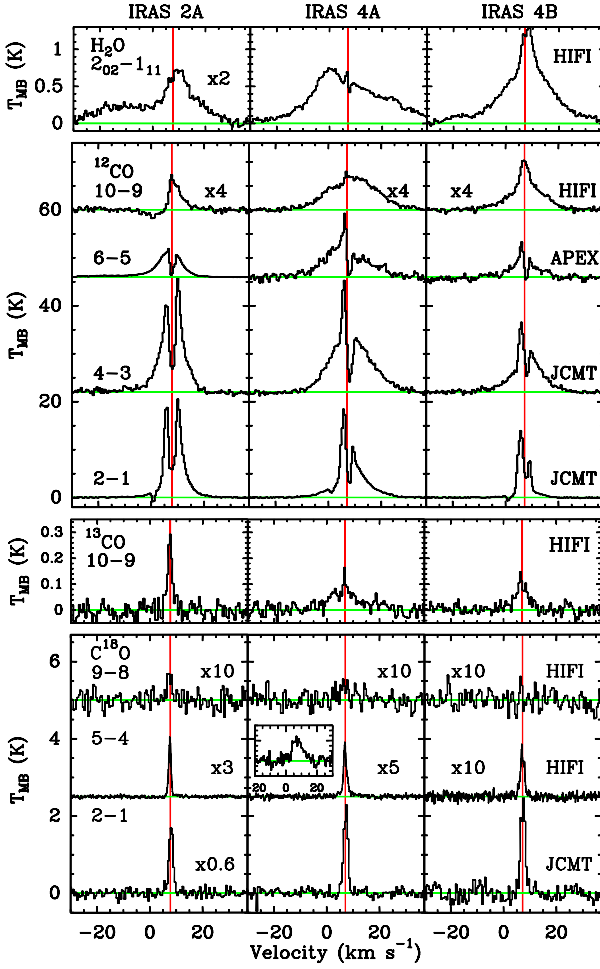 IRAS 2A IRAS 4A IRAS 4B
T_MB (K)
1
0.5
0
H₂O
2₀₂−1₁₁
x2
HIFI
T_MB (K)
60
40
20
0
¹²CO
10−9
x4
x4
x4
HIFI
6−5
APEX
4−3
JCMT
2−1
JCMT
T_MB (K)
0.3
0.2
0.1
0
¹³CO
10−9
HIFI
T_MB (K)
6
4
2
0
C¹⁸O
9−8
x10
x10
x10
HIFI
5−4
x3
x5
x10
HIFI
−20 0 20
2−1
x0.6
JCMT
−20 0 20 −20 0 20 −20 0 20
Velocity (km s⁻¹)